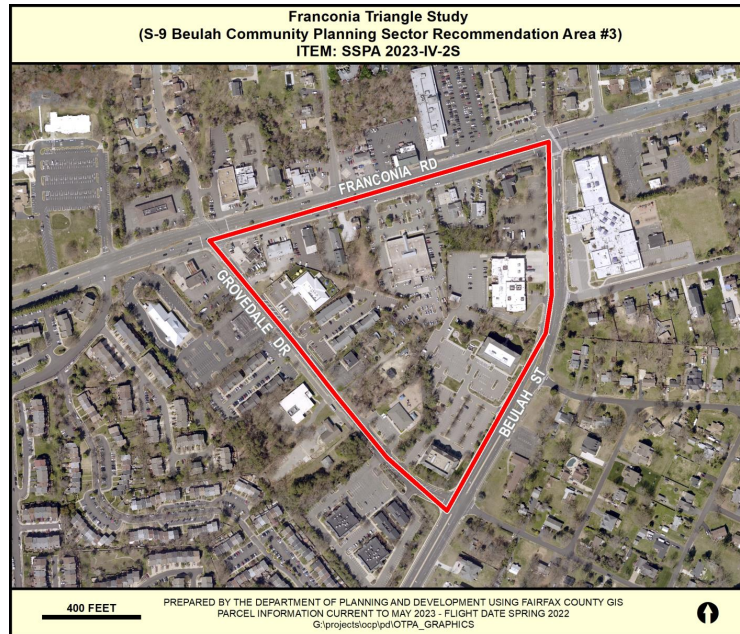 Franconia Triangle Study
(S-9 Beulah Community Planning Sector Recommendation Area #3)
ITEM: SSPA 2023-IV-2S
FRANCONIA RD
GROVEDALE DR
BEULAH ST
400 FEET
PREPARED BY THE DEPARTMENT OF PLANNING AND DEVELOPMENT USING FAIRFAX COUNTY GIS
PARCEL INFORMATION CURRENT TO MAY 2023 - FLIGHT DATE SPRING 2022
G:\projects\ocp\pd\OTPA_GRAPHICS